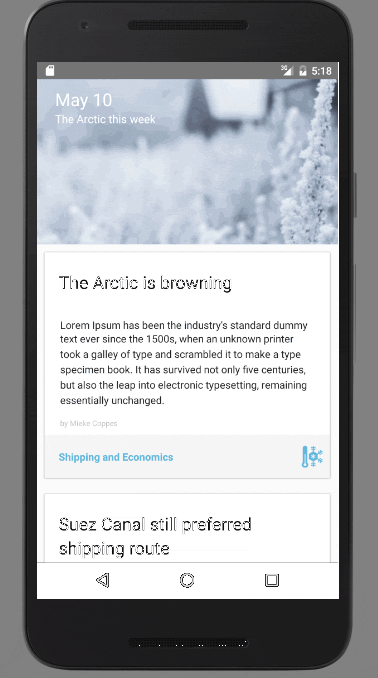 3G 5:18
May 10
The Arctic this week
The Arctic is browning
Lorem Ipsum has been the industry's standard dummy
text ever since the 1500s, when an unknown printer
took a galley of type and scrambled it to make a type
specimen book. It has survived not only five centuries,
but also the leap into electronic typesetting, remaining
essentially unchanged.
by Mieke Coppes
Shipping and Economics
Suez Canal still preferred
shipping route